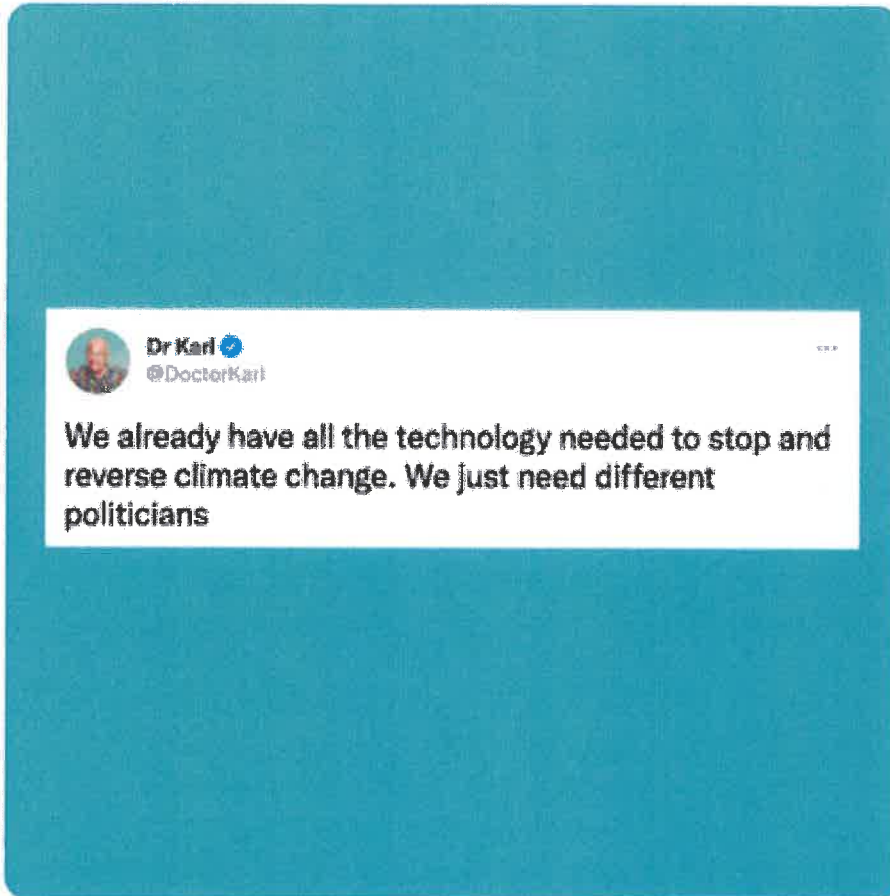 Dr Karl
@DoctorKarl
We already have all the technology needed to stop and
reverse climate change. We just need different
politicians